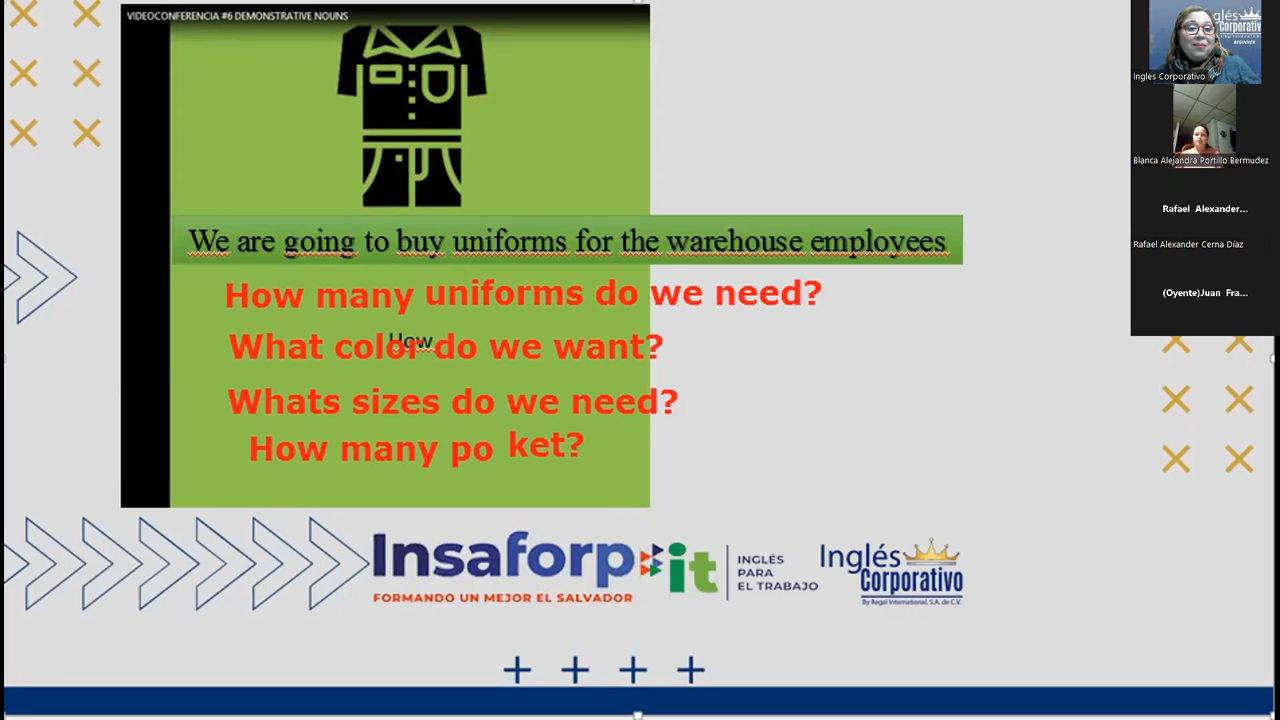 VIDEOCONFERENCIA #6 DEMONSTRATIVE NOUNS
We are going to buy uniforms for the warehouse employees
How many uniforms do we need?
How
What color do we want?
Whats sizes do we need?
How many po ket?
Insaforp
FORMANDO UN MEJOR EL SALVADOR
it
INGLÉS
PARA
EL TRABAJO
Inglés
Corporativo
By Regal International, S.A. de C.V.
glés
Corporativ
BEGINNER
Ingles Corporativo
Blanca Alejandra Portillo Bermudez
Rafael Alexander...
Rafael Alexander Cerna Díaz
(Oyente)Juan Fra...